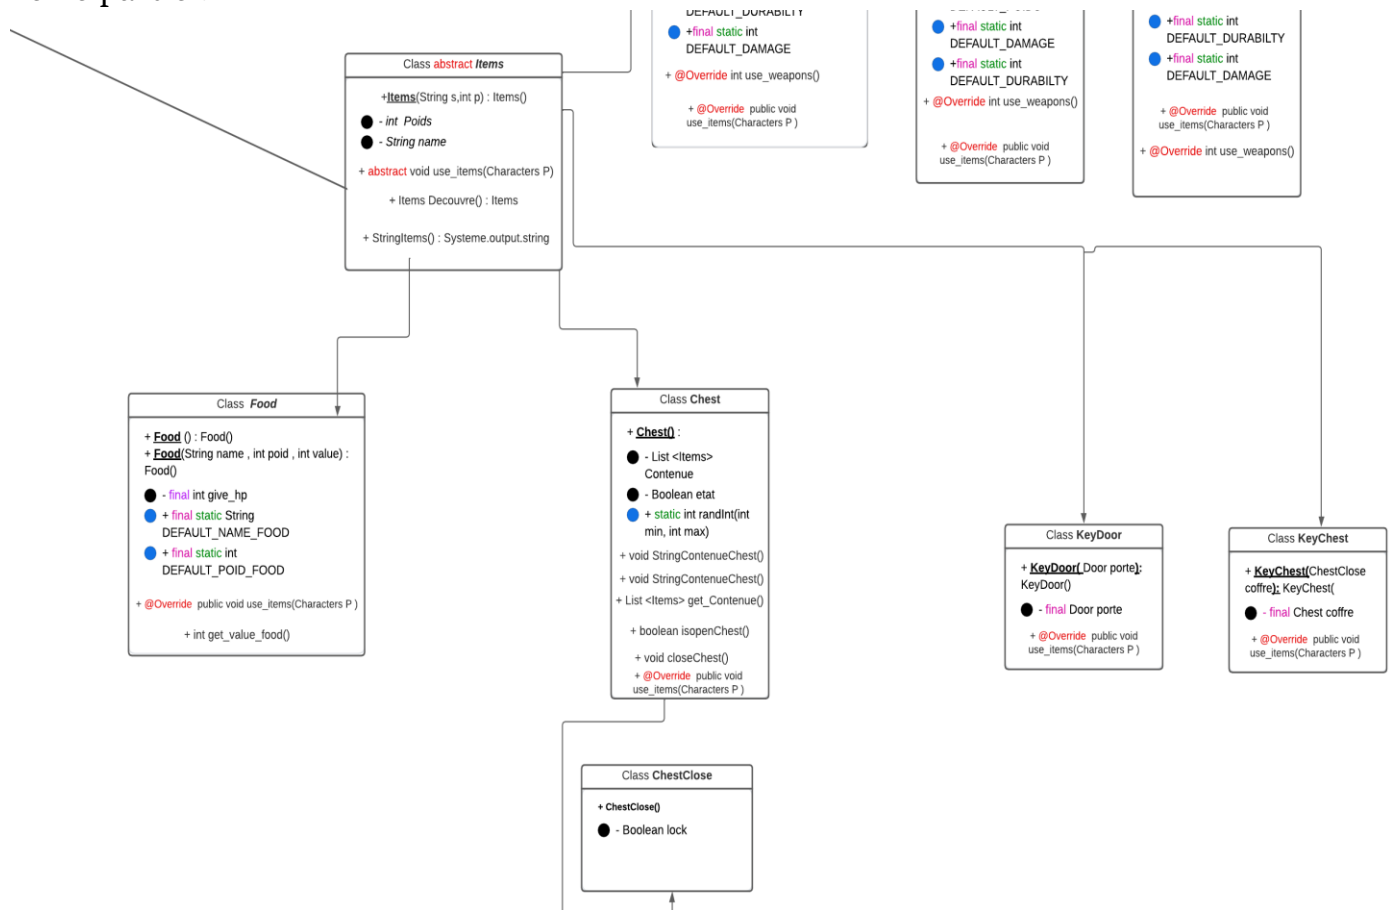 DEFAULT_DURABILTY
+final static int
DEFAULT_DAMAGE
+ @Override int use_weapons()
+ @Override public void
use_items(Characters P )
+final static int
DEFAULT_DAMAGE
+final static int
DEFAULT_DURABILTY
+ @Override int use_weapons()
+ @Override public void
use_items(Characters P )
+final static int
DEFAULT_DURABILTY
+final static int
DEFAULT_DAMAGE
+ @Override public void
use_items(Characters P )
+ @Override int use_weapons()
Class abstract Items
+Items(String s,int p) : Items()
- int Poids
- String name
+ abstract void use_items(Characters P)
+ Items Decouvre() : Items
+ StringItems() : Systeme.output.string
Class Food
+ Food () : Food()
+ Food(String name , int poid , int value) :
Food()
- final int give_hp
+ final static String
DEFAULT_NAME_FOOD
+ final static int
DEFAULT_POID_FOOD
+ @Override public void use_items(Characters P )
+ int get_value_food()
Class Chest
+ Chest() :
- List <Items>
Contenue
- Boolean etat
+ static int randInt(int
min, int max)
+ void StringContenueChest()
+ void StringContenueChest()
+ List <Items> get_Contenue()
+ boolean isopenChest()
+ void closeChest()
+ @Override public void
use_items(Characters P )
Class KeyDoor
+ KeyDoor( Door porte):
KeyDoor()
- final Door porte
+ @Override public void
use_items(Characters P )
Class KeyChest
+ KeyChest(ChestClose
coffre): KeyChest(
- final Chest coffre
+ @Override public void
use_items(Characters P )
Class ChestClose
+ ChestClose()
- Boolean lock